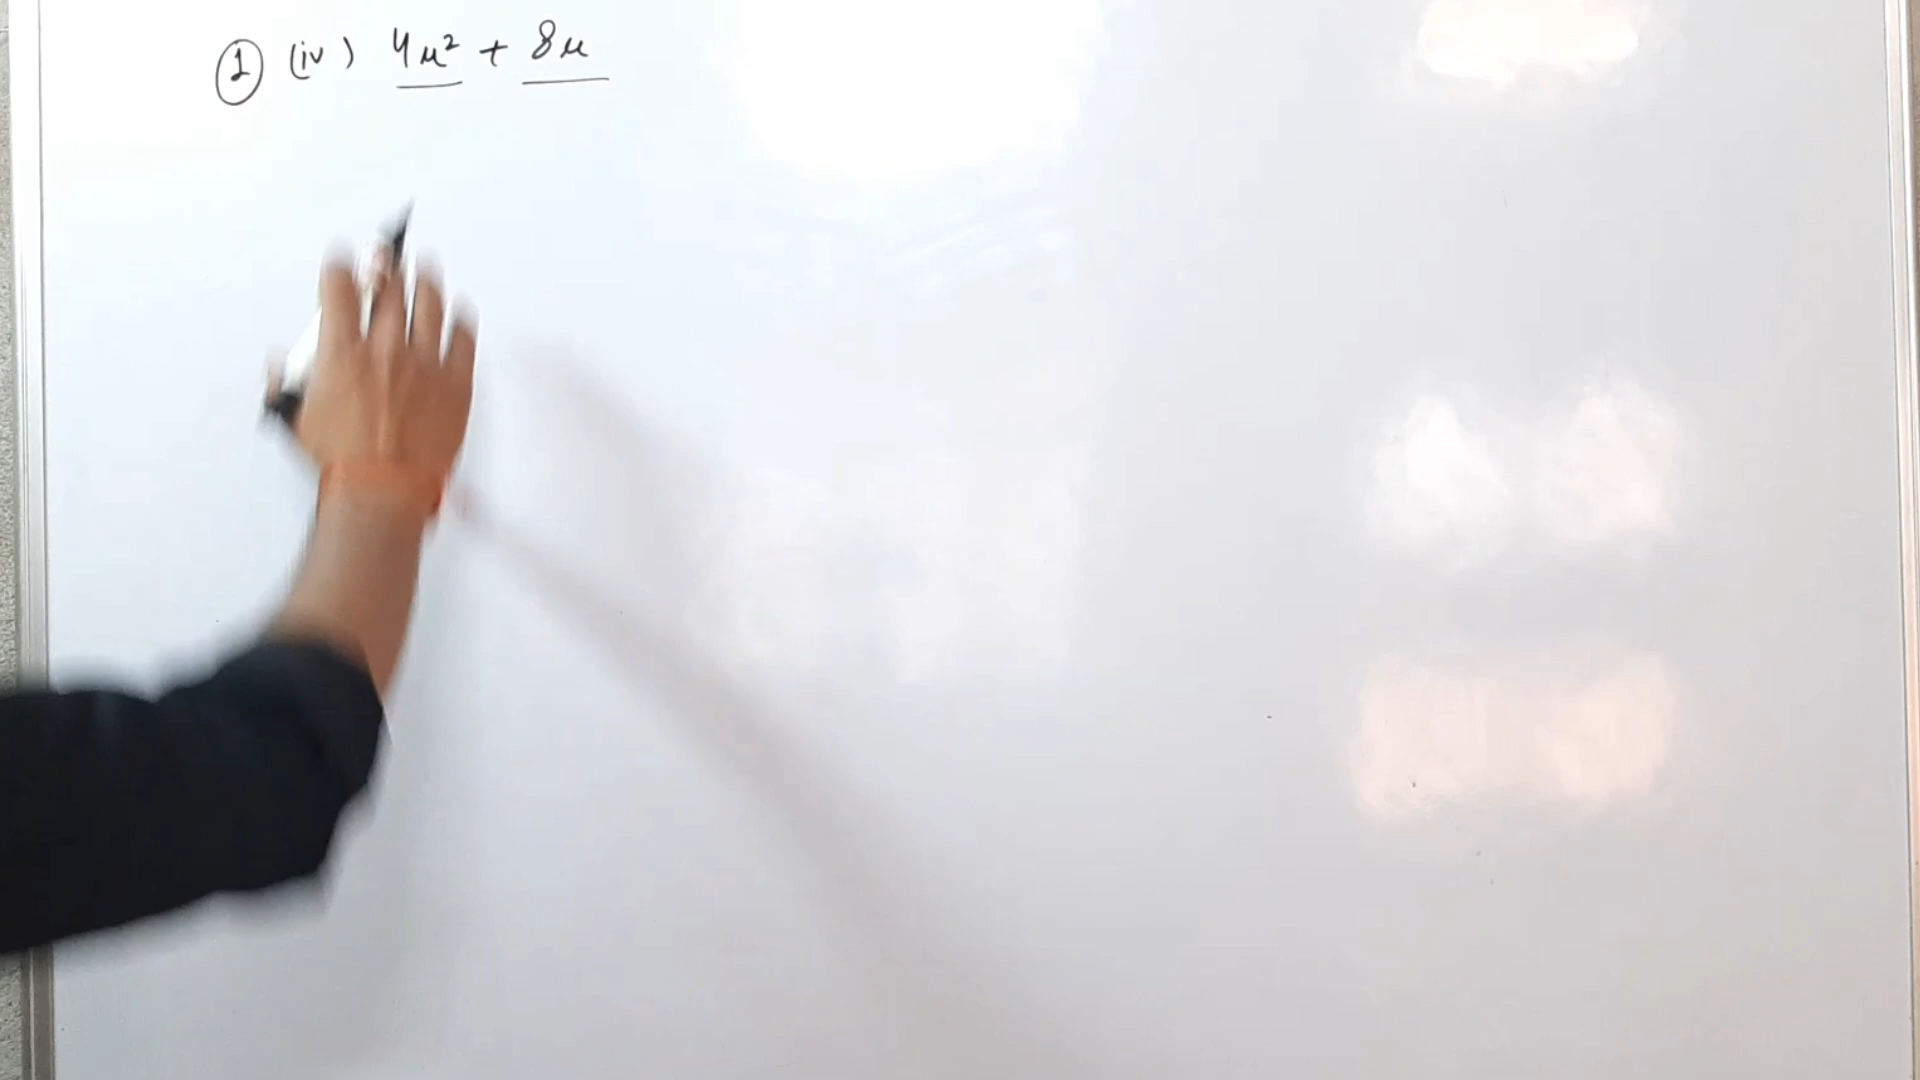 ① (iv) 4u² + 8u